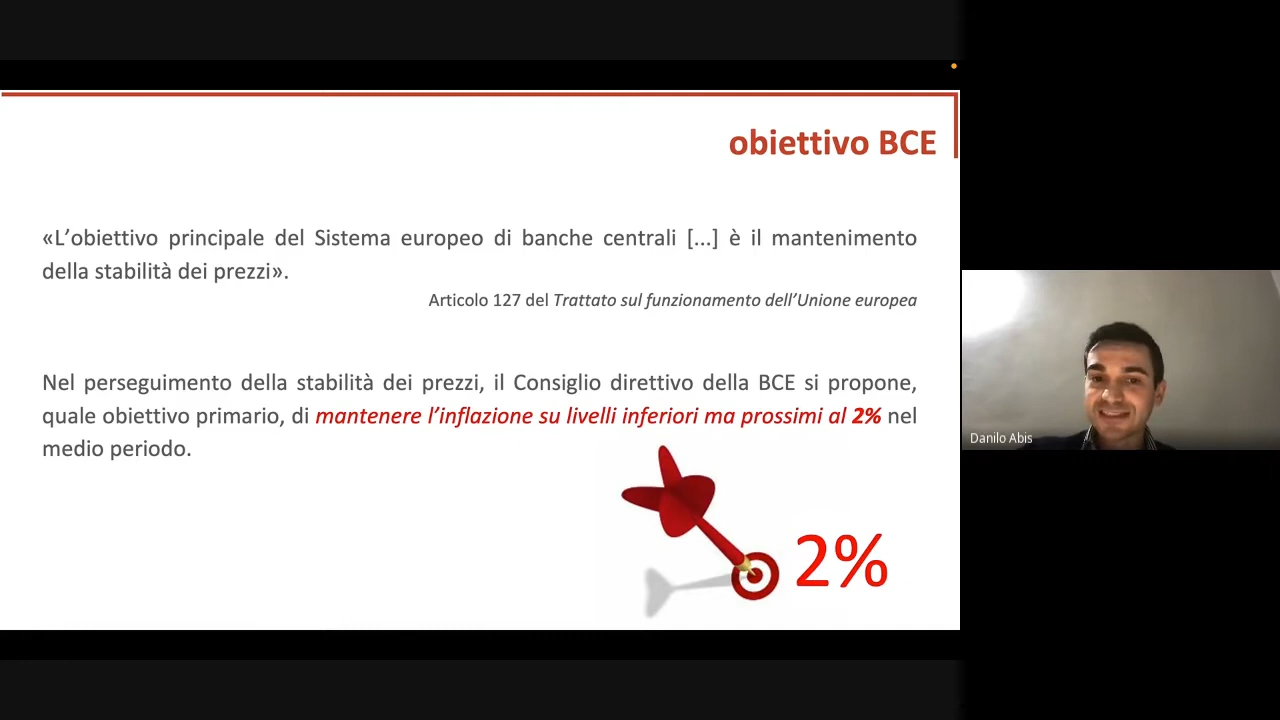 obiettivo BCE
«L’obiettivo principale del Sistema europeo di banche centrali [...] è il mantenimento
della stabilità dei prezzi».
Articolo 127 del Trattato sul funzionamento dell’Unione europea
Nel perseguimento della stabilità dei prezzi, il Consiglio direttivo della BCE si propone,
quale obiettivo primario, di mantenere l’inflazione su livelli inferiori ma prossimi al 2% nel
medio periodo.
2%
Danilo Abis